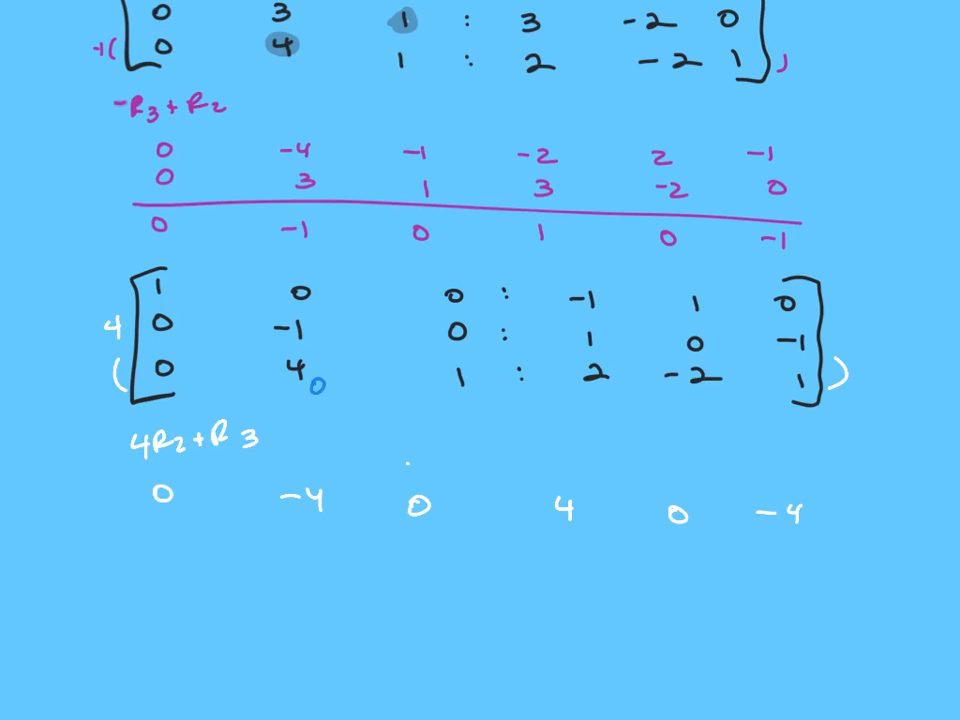 0 3 1 : 3 -2 0
-1( 0 4 1 : 2 -2 1 )
-R3 + R2
0 -4 -1 -2 2 -1
0 3 1 3 -2 0
0 -1 0 1 0 -1
1 0 0 : -1 1 0
4 0 -1 0 : 1 0 -1
( 0 4 0 1 : 2 -2 1 )
4R2 + R3
0 -4 0 4 0 -4